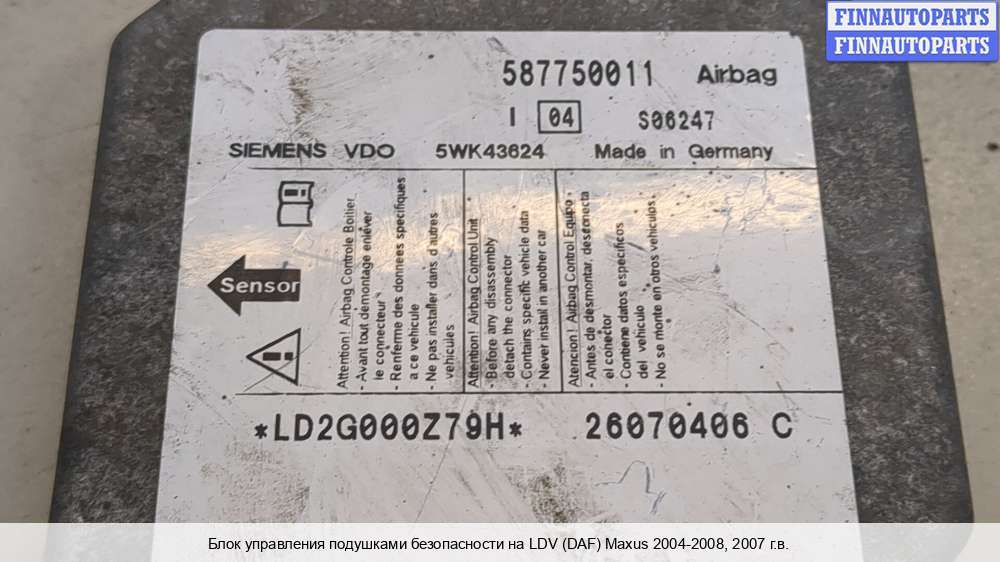 FINNAUTOPARTS
FINNAUTOPARTS
587750011 Airbag
I 04 S06247
SIEMENS VDO 5WK43624 Made in Germany
Sensor
Attention! Airbag Controle Boitier
- Avant tout démontage enlever
le connecteur
- Renferme des données specifiques
a ce vehicule
- Ne pas installer dans d autres
vehicules
Attention! Airbag Control Unit
- Before any disassembly
detach the connector
- Contains specific vehicle data
- Never install in another car
Atencion! Airbag Control Equipo
- Antes de desmontar, desconecta
el conector
- Contiene datos especificos
del vehiculo
- No se monte en otros vehiculos
*LD2G000Z79H* 26070406 C
Блок управления подушками безопасности на LDV (DAF) Maxus 2004-2008, 2007 г.в.